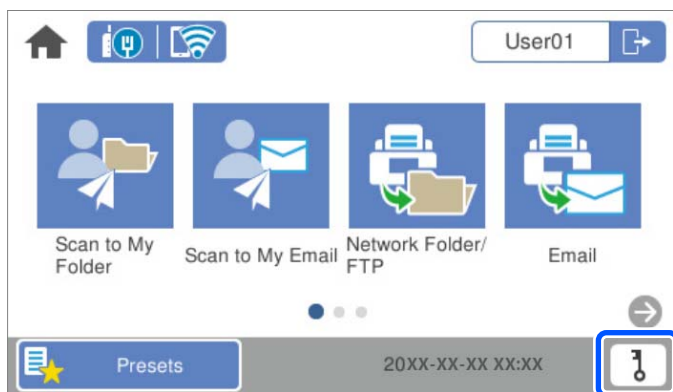 User01
Scan to My
Folder
Scan to My Email
Network Folder/
FTP
Email
Presets
20XX-XX-XX XX:XX